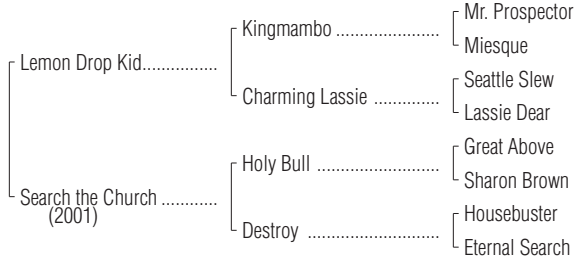 Mr. Prospector
Kingmambo ......................
Miesque
Lemon Drop Kid...............
Seattle Slew
Charming Lassie ..............
Lassie Dear
Great Above
Holy Bull ..........................
Sharon Brown
Search the Church ...........
(2001)
Housebuster
Destroy ............................
Eternal Search